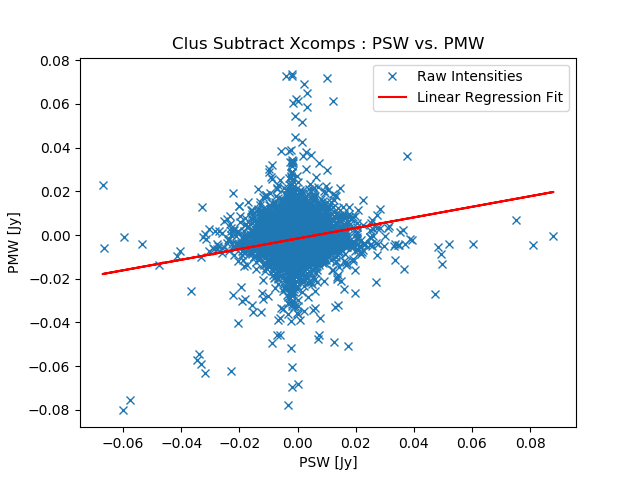 Clus Subtract Xcomps : PSW vs. PMW
Raw Intensities
Linear Regression Fit
PMW [Jy]
0.08
0.06
0.04
0.02
0.00
−0.02
−0.04
−0.06
−0.08
−0.06 −0.04 −0.02 0.00 0.02 0.04 0.06 0.08
PSW [Jy]